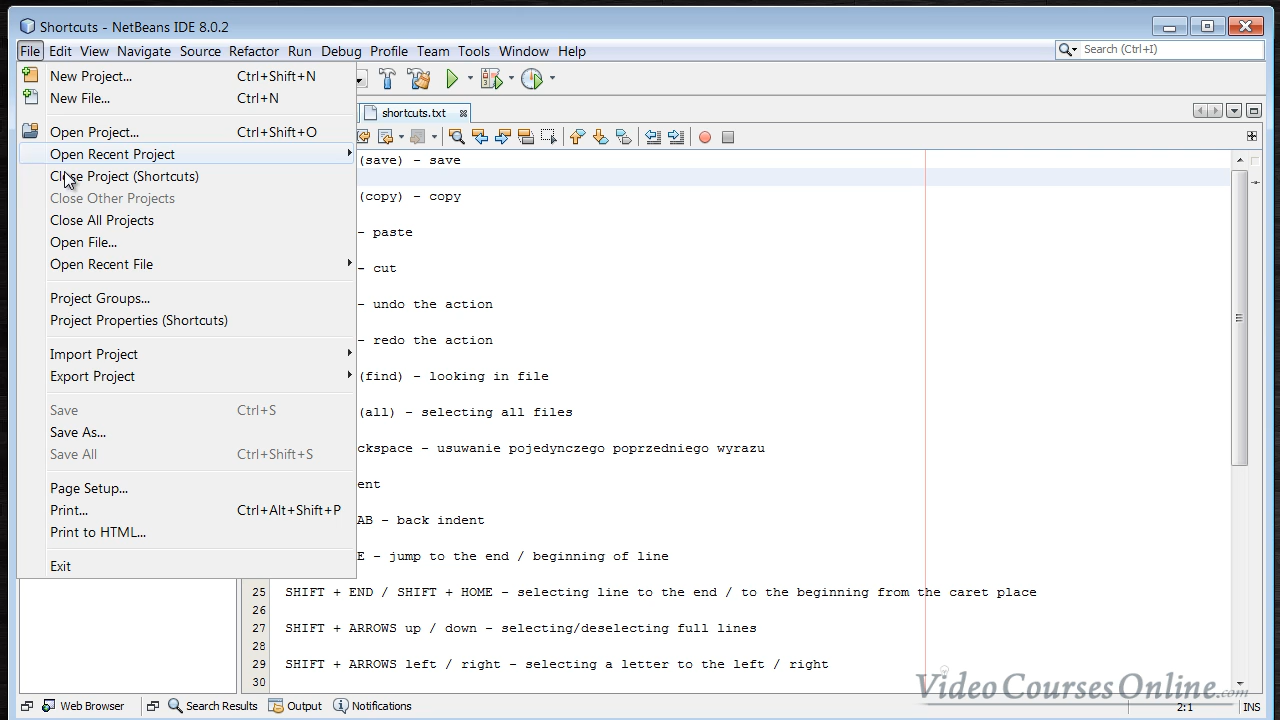 Shortcuts - NetBeans IDE 8.0.2
File Edit View Navigate Source Refactor Run Debug Profile Team Tools Window Help
Search (Ctrl+I)
New Project... Ctrl+Shift+N
New File... Ctrl+N
Open Project... Ctrl+Shift+O
Open Recent Project
Close Project (Shortcuts)
Close Other Projects
Close All Projects
Open File...
Open Recent File
Project Groups...
Project Properties (Shortcuts)
Import Project
Export Project
Save Ctrl+S
Save As...
Save All Ctrl+Shift+S
Page Setup...
Print... Ctrl+Alt+Shift+P
Print to HTML...
Exit
shortcuts.txt
(save) - save
(copy) - copy
- paste
- cut
- undo the action
- redo the action
(find) - looking in file
(all) - selecting all files
ckspace - usuwanie pojedynczego poprzedniego wyrazu
ent
AB - back indent
E - jump to the end / beginning of line
25 SHIFT + END / SHIFT + HOME - selecting line to the end / to the beginning from the caret place
26
27 SHIFT + ARROWS up / down - selecting/deselecting full lines
28
29 SHIFT + ARROWS left / right - selecting a letter to the left / right
30
VideoCoursesOnline.com
Web Browser Search Results Output Notifications 2:1 INS